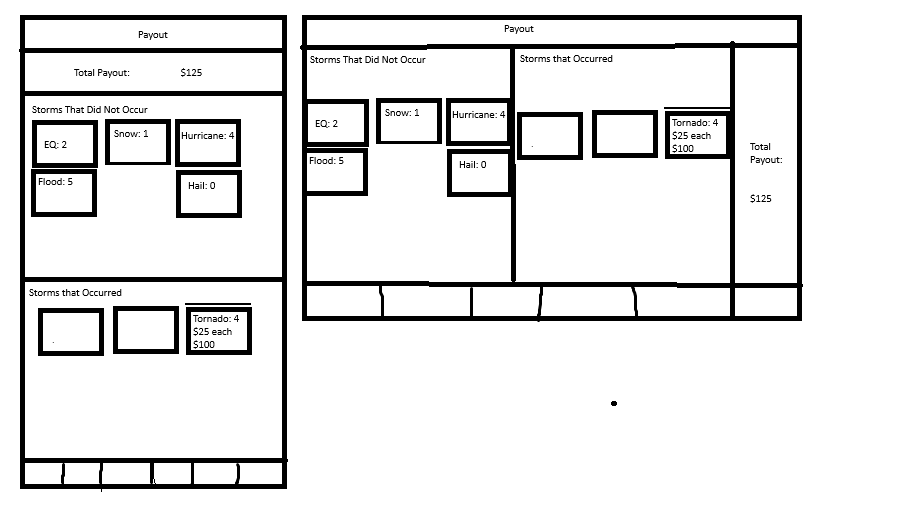 Payout
Total Payout: $125
Storms That Did Not Occur
EQ: 2
Snow: 1
Hurricane: 4
Flood: 5
Hail: 0
Storms that Occurred
Tornado: 4
$25 each
$100
Payout
Storms That Did Not Occur
EQ: 2
Snow: 1
Hurricane: 4
Flood: 5
Hail: 0
Storms that Occurred
Tornado: 4
$25 each
$100
Total
Payout:
$125